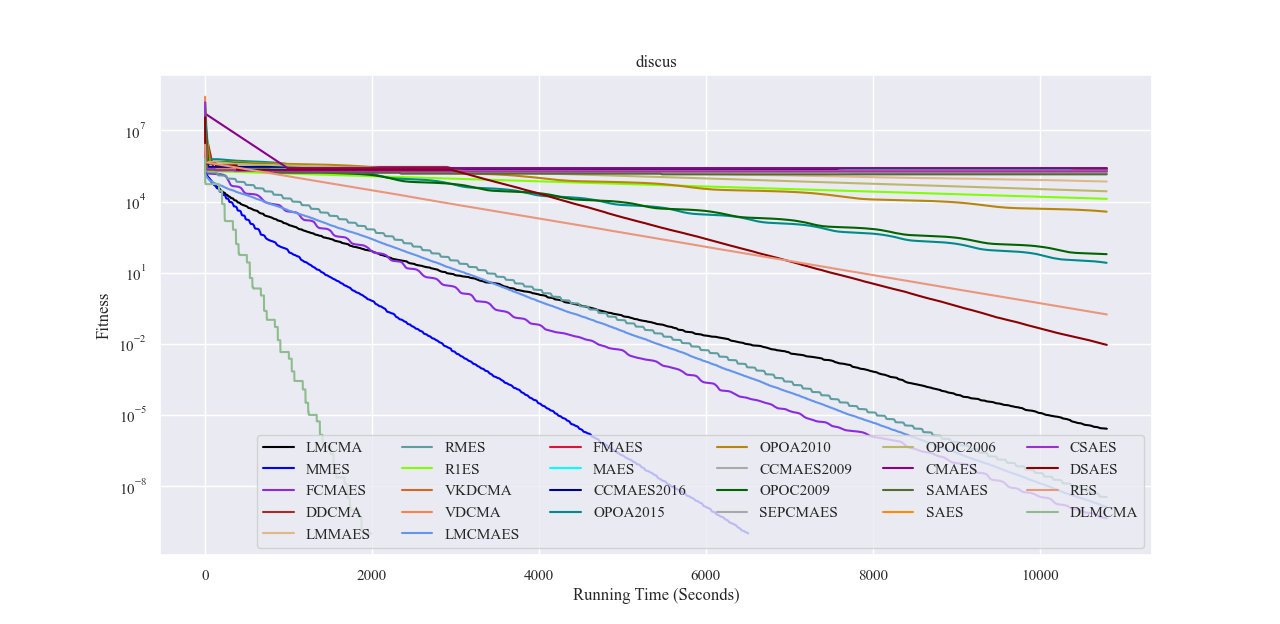 discus
10^7
10^4
10^1
10^−2
10^−5
10^−8
Fitness
LMCMA RMES FMAES OPOA2010 OPOC2006 CSAES
MMES R1ES MAES CCMAES2009 CMAES DSAES
FCMAES VKDCMA CCMAES2016 OPOC2009 SAMAES RES
DDCMA VDCMA OPOA2015 SEPCMAES SAES DLMCMA
LMMAES LMCMAES
0 2000 4000 6000 8000 10000
Running Time (Seconds)